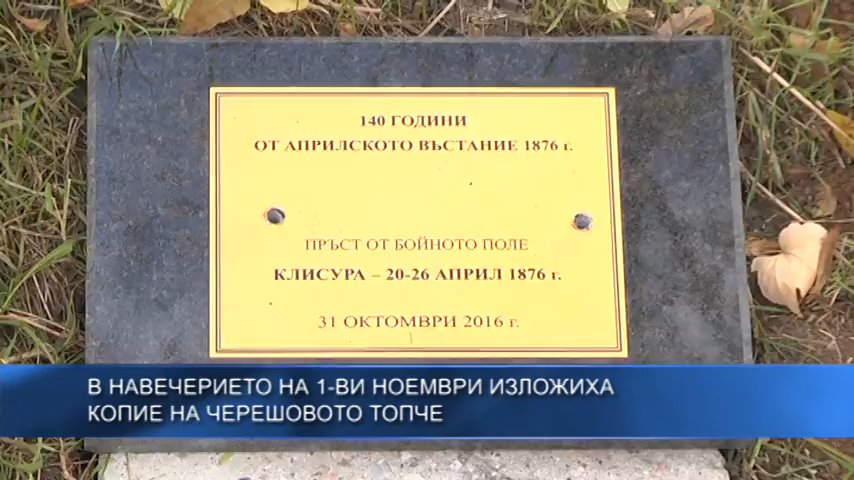 140 ГОДИНИ
ОТ АПРИЛСКОТО ВЪСТАНИЕ 1876 г.
ПРЪСТ ОТ БОЙНОТО ПОЛЕ
КЛИСУРА – 20-26 АПРИЛ 1876 г.
31 ОКТОМВРИ 2016 г.
В НАВЕЧЕРИЕТО НА 1-ВИ НОЕМВРИ ИЗЛОЖИХА
КОПИЕ НА ЧЕРЕШОВОТО ТОПЧЕ